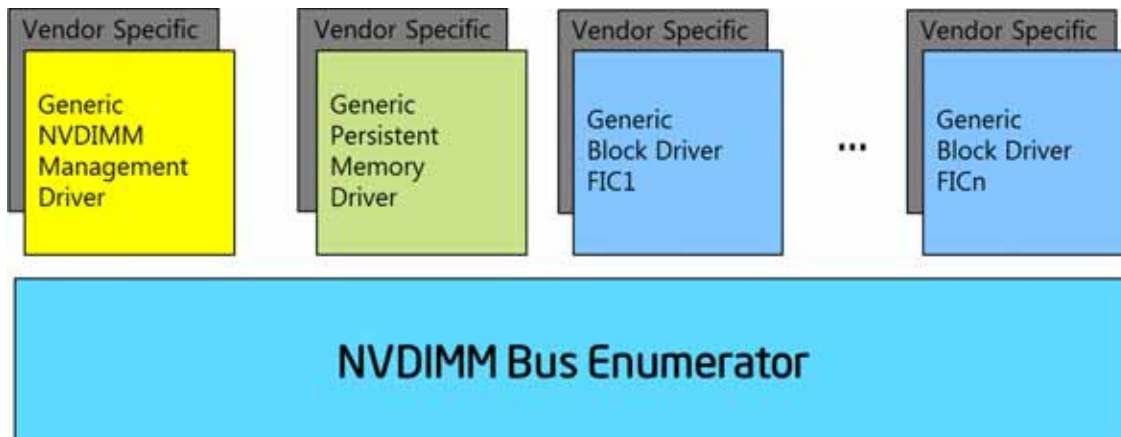 Vendor Specific
Generic
NVDIMM
Management
Driver
Vendor Specific
Generic
Persistent
Memory
Driver
Vendor Specific
Generic
Block Driver
FIC1
...
Vendor Specific
Generic
Block Driver
FICn
NVDIMM Bus Enumerator